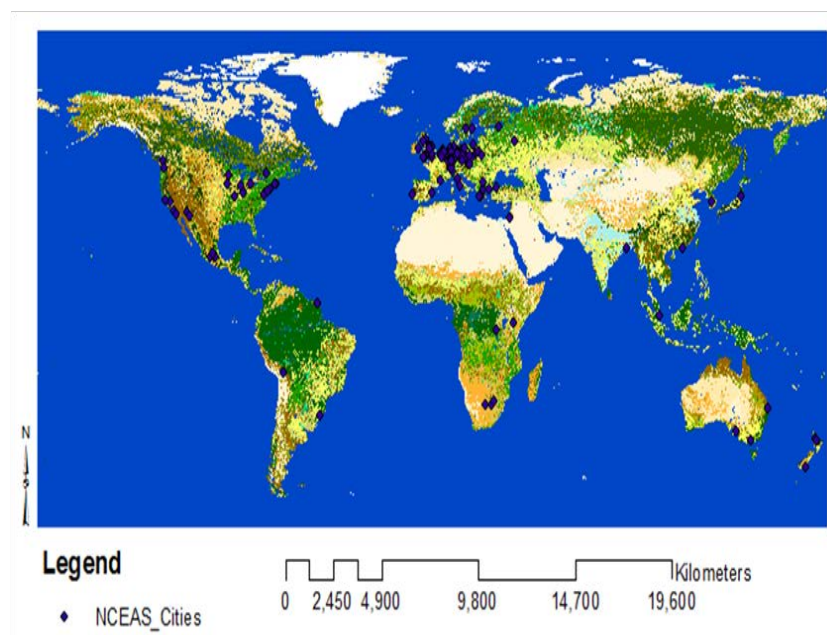 N
S
Legend
Kilometers
0 2,450 4,900 9,800 14,700 19,600
NCEAS_Cities